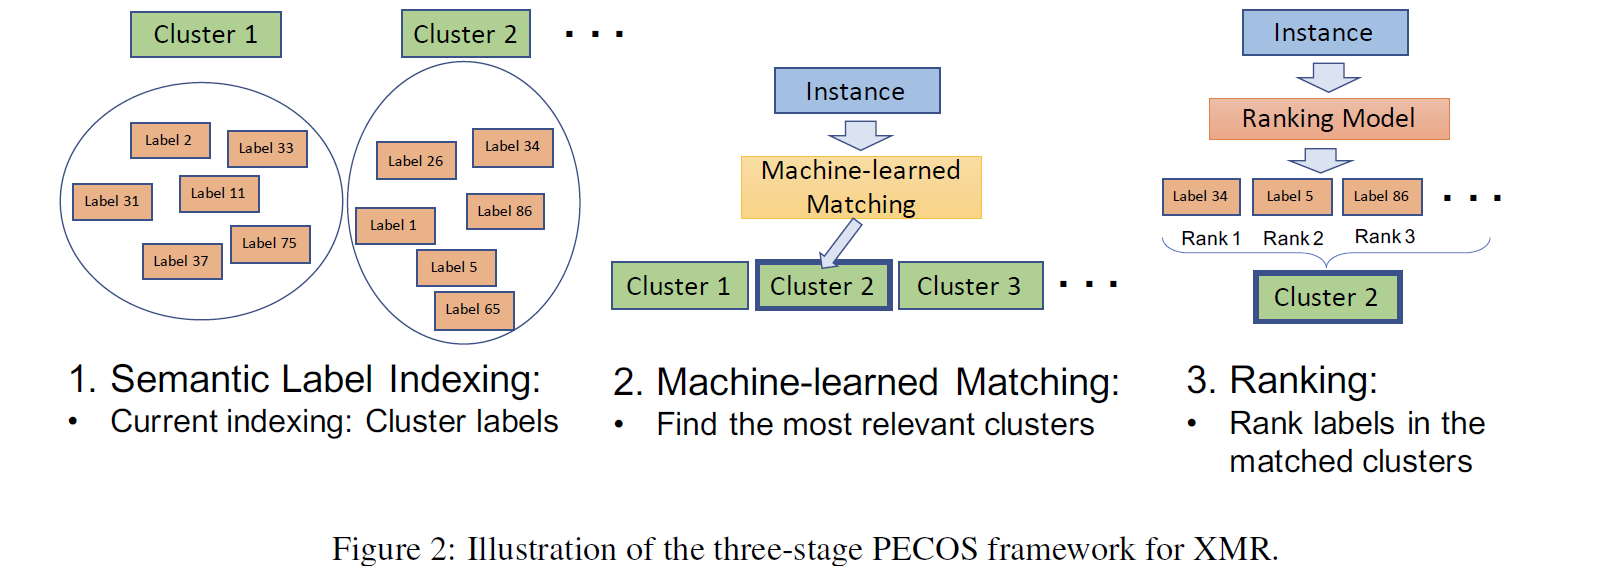 Cluster 1
Label 2
Label 33
Label 31
Label 11
Label 75
Label 37
Cluster 2
. . .
Label 26
Label 34
Label 1
Label 86
Label 5
Label 65
1. Semantic Label Indexing:
• Current indexing: Cluster labels
Instance
Machine-learned
Matching
Cluster 1
Cluster 2
Cluster 3
. . .
2. Machine-learned Matching:
• Find the most relevant clusters
Instance
Ranking Model
Label 34
Label 5
Label 86
. . .
Rank 1
Rank 2
Rank 3
Cluster 2
3. Ranking:
• Rank labels in the
matched clusters
Figure 2: Illustration of the three-stage PECOS framework for XMR.